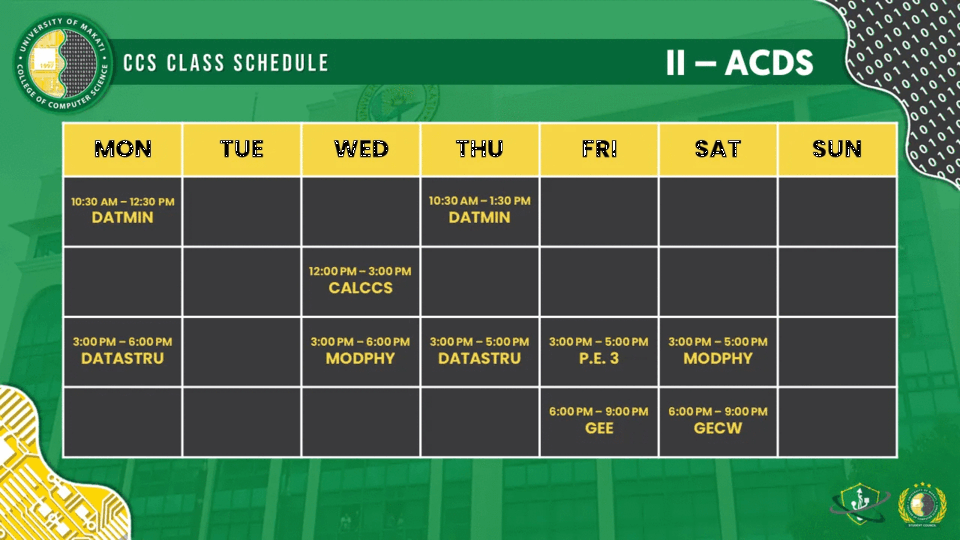 UNIVERSITY OF MAKATI
COLLEGE OF COMPUTER SCIENCE
1997
CCS CLASS SCHEDULE
II – ACDS
MON TUE WED THU FRI SAT SUN
10:30 AM – 12:30 PM
DATMIN
10:30 AM – 1:30 PM
DATMIN
12:00 PM – 3:00 PM
CALCCS
3:00 PM – 6:00 PM
DATASTRU
3:00 PM – 6:00 PM
MODPHY
3:00 PM – 5:00 PM
DATASTRU
3:00 PM – 5:00 PM
P.E. 3
3:00 PM – 5:00 PM
MODPHY
6:00 PM – 9:00 PM
GEE
6:00 PM – 9:00 PM
GECW